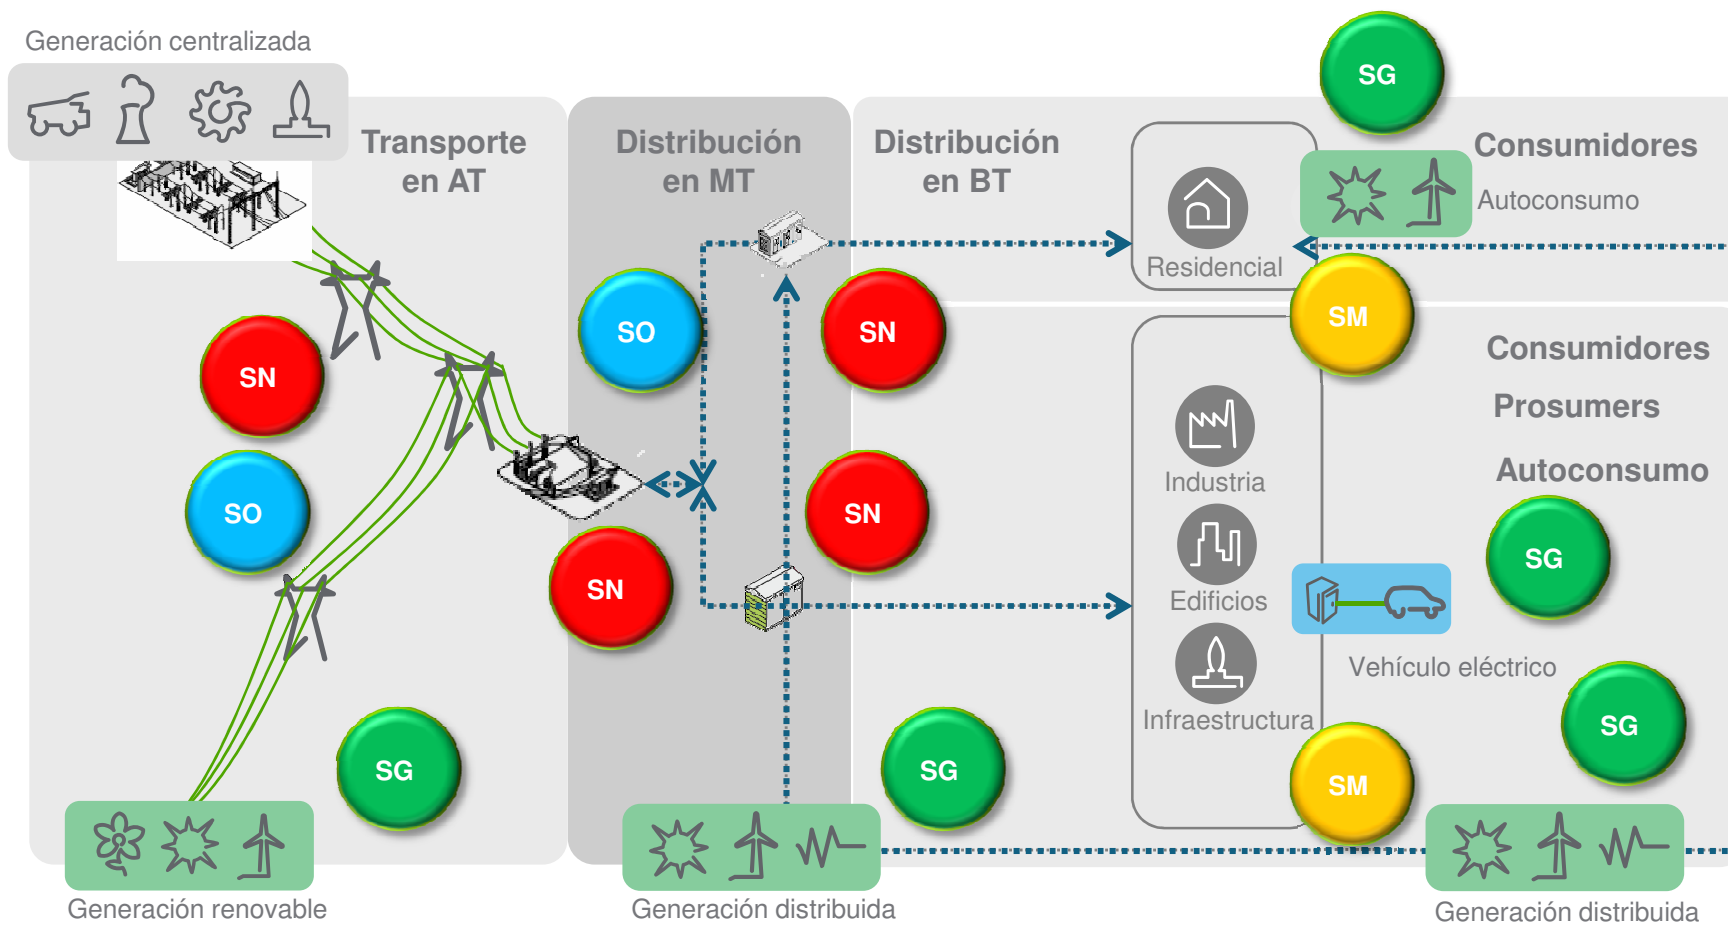 Generación centralizada
SG
Transporte
en AT
Distribución
en MT
Distribución
en BT
Consumidores
Autoconsumo
Residencial
SN
SO
SN
SM
Consumidores
Prosumers
Autoconsumo
SO
SN
SN
Industria
Edificios
Infraestructura
SG
Vehículo eléctrico
SG
SG
SG
SM
Generación renovable
Generación distribuida
Generación distribuida